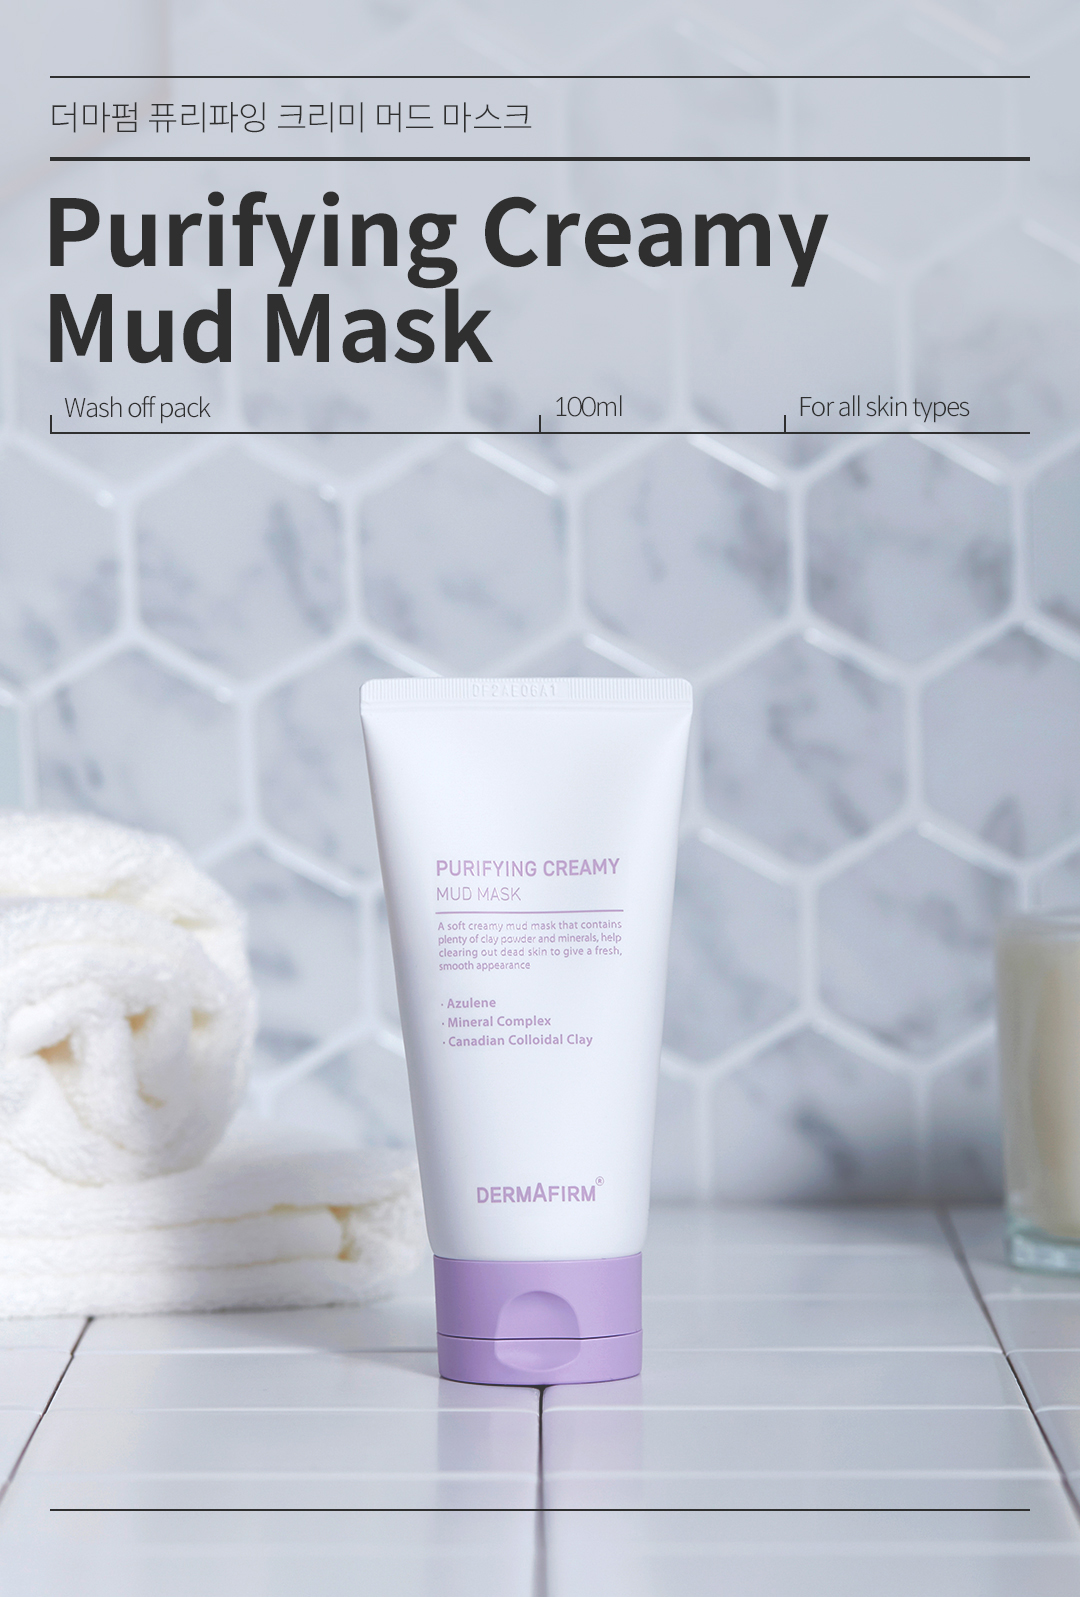 더마펌 퓨리파잉 크리미 머드 마스크
Purifying Creamy
Mud Mask
Wash off pack
100ml
For all skin types
DF2AE06A1
PURIFYING CREAMY
MUD MASK
A soft creamy mud mask that contains
plenty of clay powder and minerals, help
clearing out dead skin to give a fresh,
smooth appearance
· Azulene
· Mineral Complex
· Canadian Colloidal Clay
DERMAFIRM®